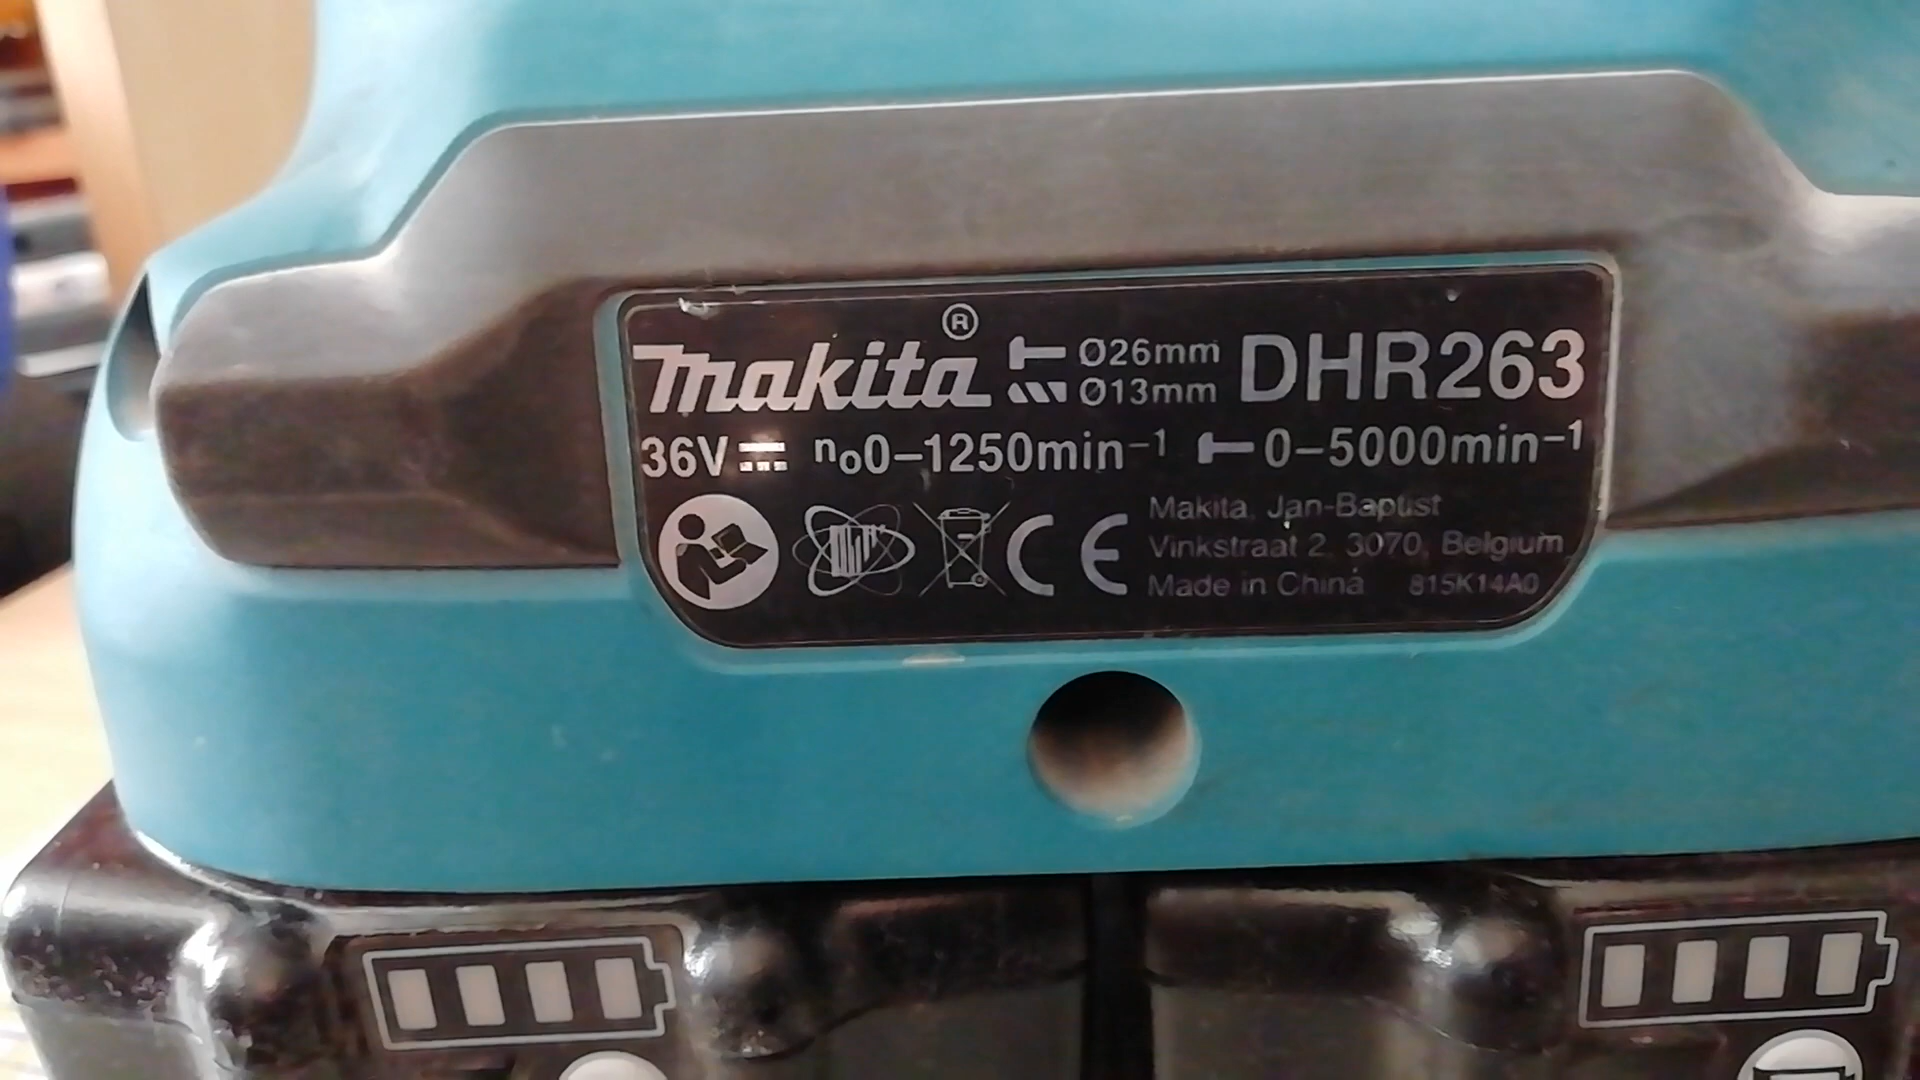 makita® Ø26mm DHR263
Ø13mm
36V n₀0–1250min⁻¹ 0–5000min⁻¹
CE
Makita, Jan-Baptist
Vinkstraat 2, 3070, Belgium
Made in China 815K14A0